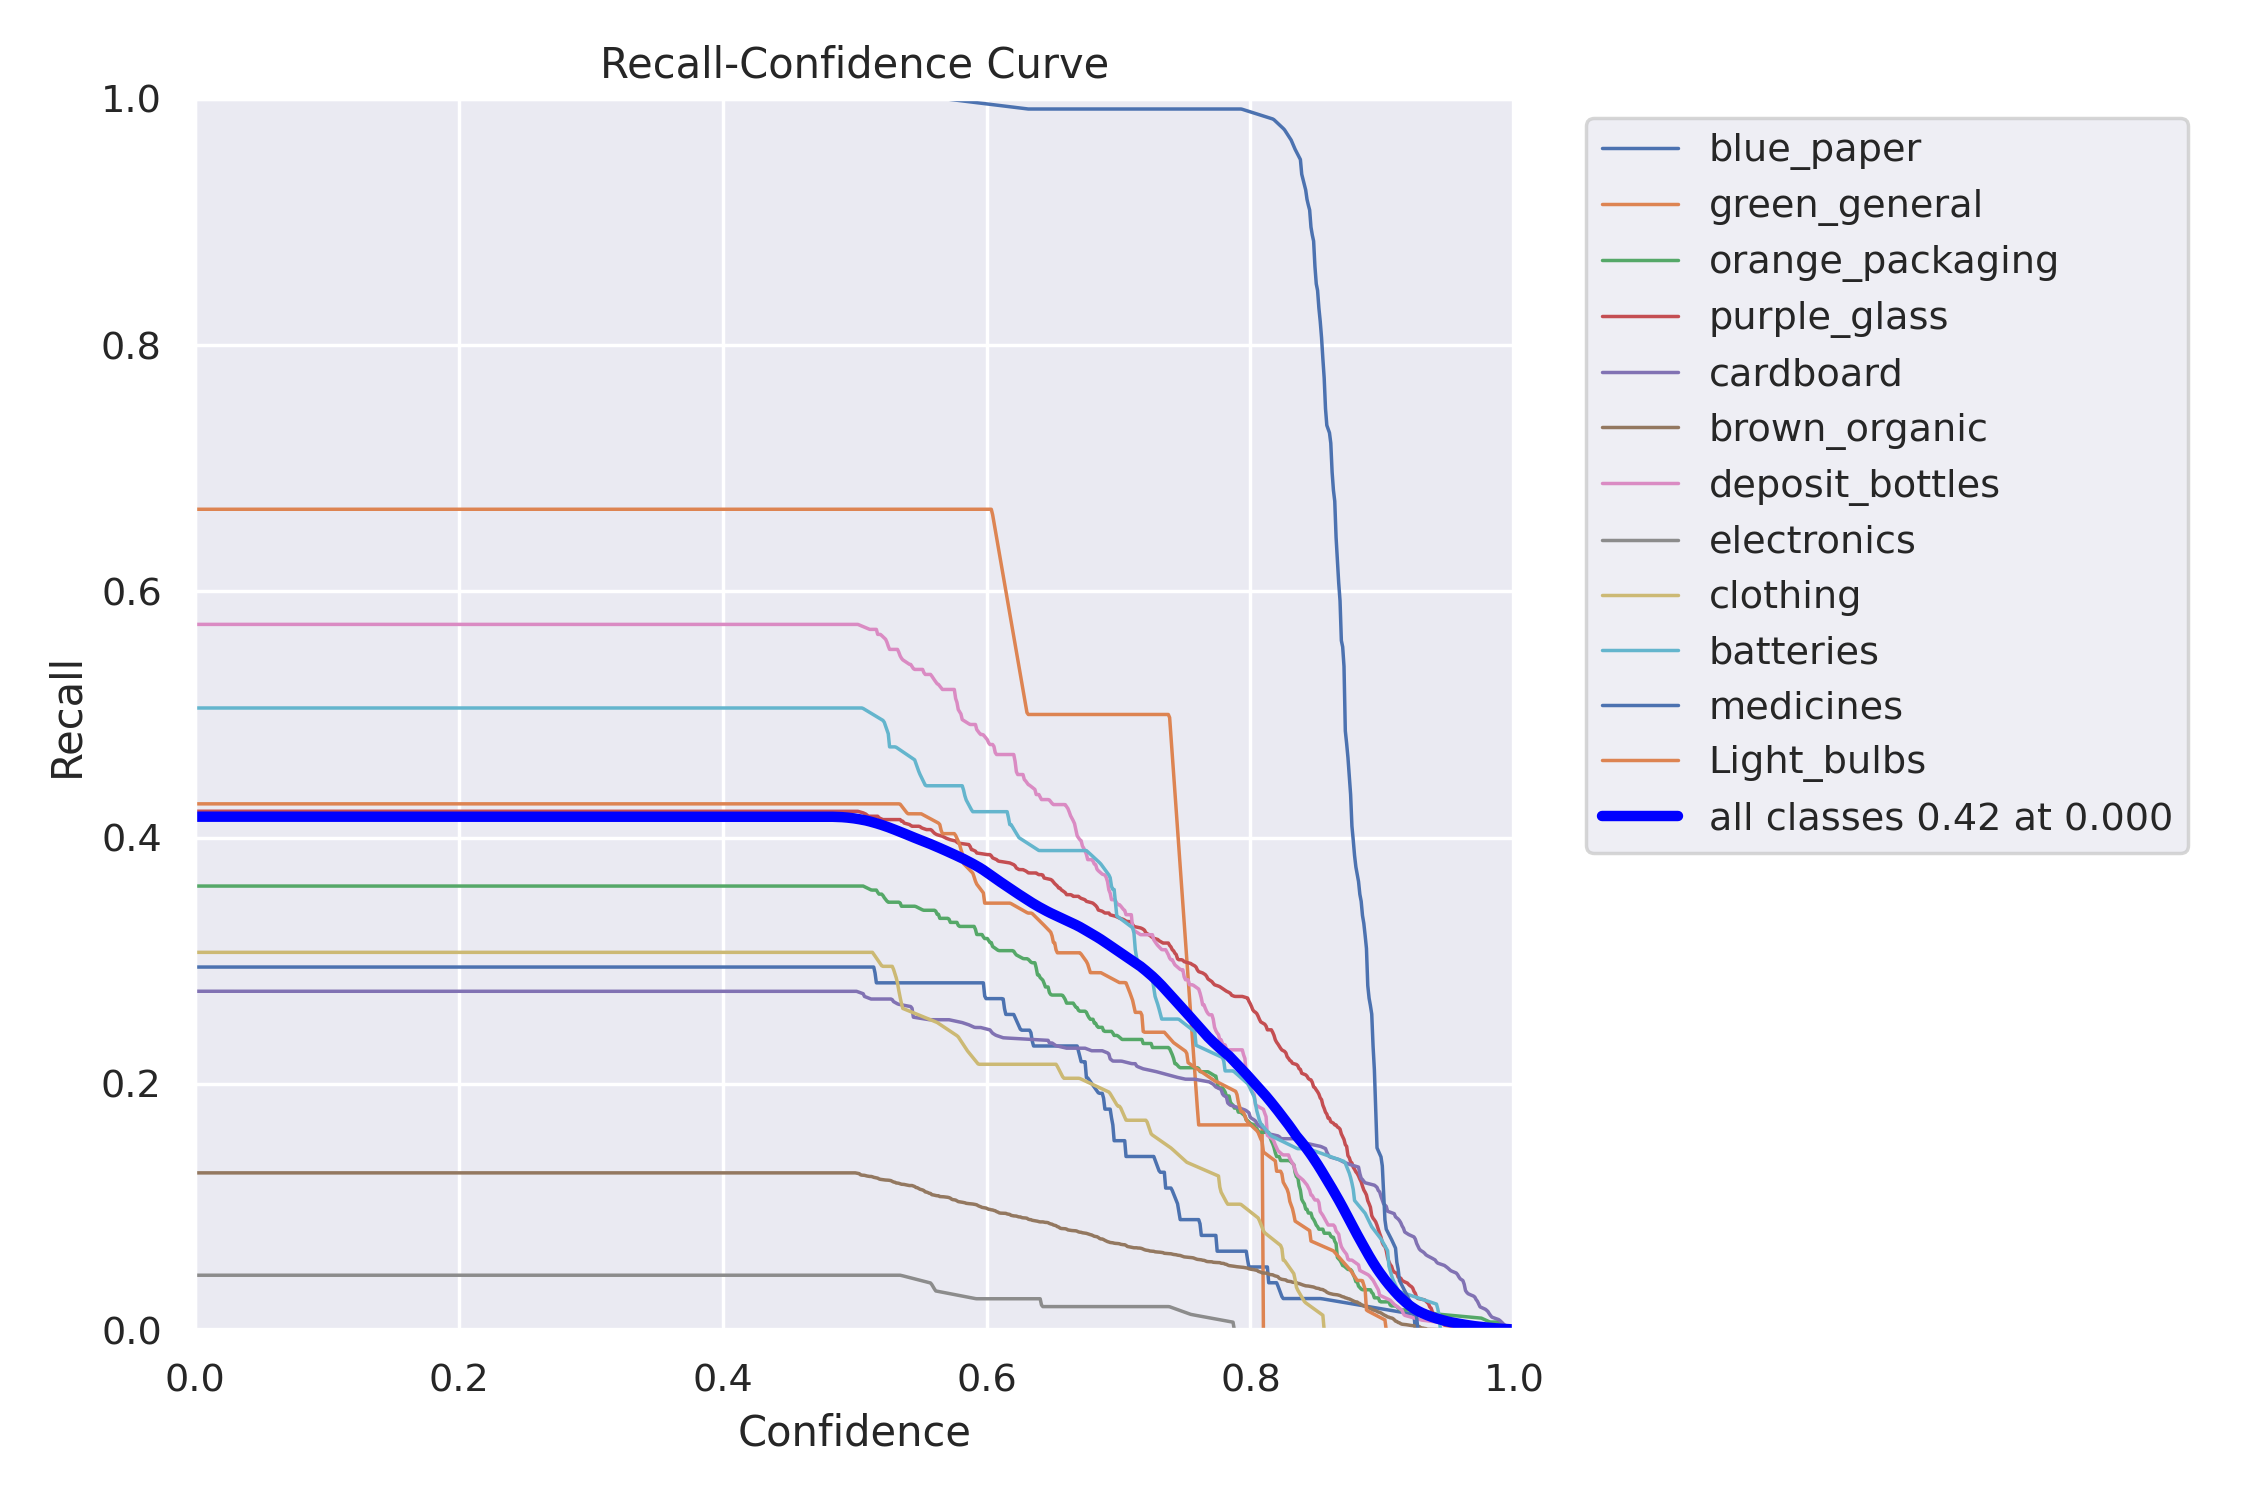 Recall-Confidence Curve
1.0
0.8
0.6
0.4
0.2
0.0
Recall
0.0 0.2 0.4 0.6 0.8 1.0
Confidence
blue_paper
green_general
orange_packaging
purple_glass
cardboard
brown_organic
deposit_bottles
electronics
clothing
batteries
medicines
Light_bulbs
all classes 0.42 at 0.000